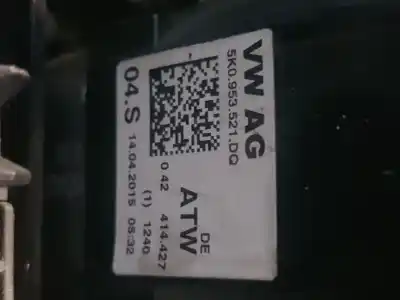 VW AG
5K0.953.521.DQ
DE
ATW
0 42 414.427
(1) 1240
04.S 14.04.2015 06:32